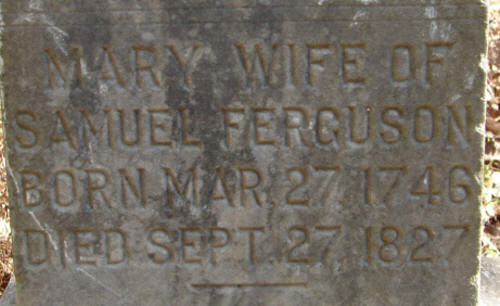 MARY WIFE OF
SAMUEL FERGUSON
BORN MAR. 27. 1746
DIED SEPT. 27. 1827.